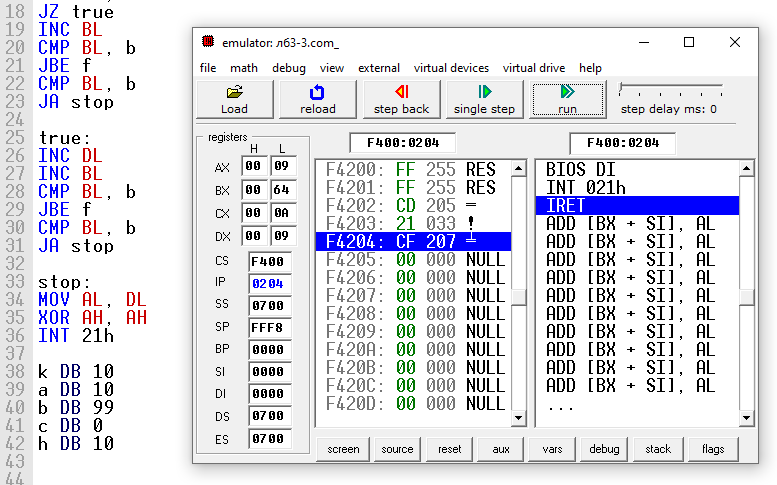 18 JZ true
19 INC BL
20 CMP BL, b
21 JBE f
22 CMP BL, b
23 JA stop
24
25 true:
26 INC DL
27 INC BL
28 CMP BL, b
29 JBE f
30 CMP BL, b
31 JA stop
32
33 stop:
34 MOV AL, DL
35 XOR AH, AH
36 INT 21h
37
38 k DB 10
39 a DB 10
40 b DB 99
41 c DB 0
42 h DB 10
43
44
emulator: лб3-3.com_
file math debug view external virtual devices virtual drive help
Load reload step back single step run step delay ms: 0
registers
H L
AX 00 09
BX 00 64
CX 00 0A
DX 00 09
CS F400
IP 0204
SS 0700
SP FFF8
BP 0000
SI 0000
DI 0000
DS 0700
ES 0700
F400:0204
F4200: FF 255 RES
F4201: FF 255 RES
F4202: CD 205 =
F4203: 21 033 !
F4204: CF 207 ╧
F4205: 00 000 NULL
F4206: 00 000 NULL
F4207: 00 000 NULL
F4208: 00 000 NULL
F4209: 00 000 NULL
F420A: 00 000 NULL
F420B: 00 000 NULL
F420C: 00 000 NULL
F420D: 00 000 NULL
F400:0204
BIOS DI
INT 021h
IRET
ADD [BX + SI], AL
ADD [BX + SI], AL
ADD [BX + SI], AL
ADD [BX + SI], AL
ADD [BX + SI], AL
ADD [BX + SI], AL
ADD [BX + SI], AL
ADD [BX + SI], AL
ADD [BX + SI], AL
ADD [BX + SI], AL
...
screen source reset aux vars debug stack flags